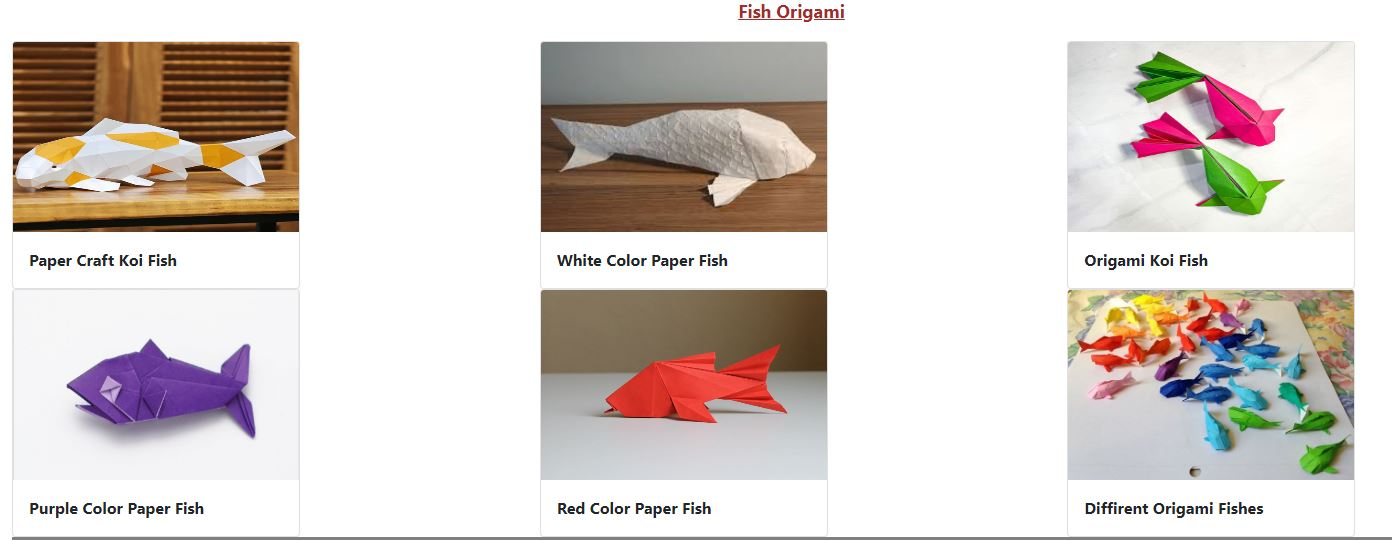 Fish Origami
Paper Craft Koi Fish
White Color Paper Fish
Origami Koi Fish
Purple Color Paper Fish
Red Color Paper Fish
Diffirent Origami Fishes